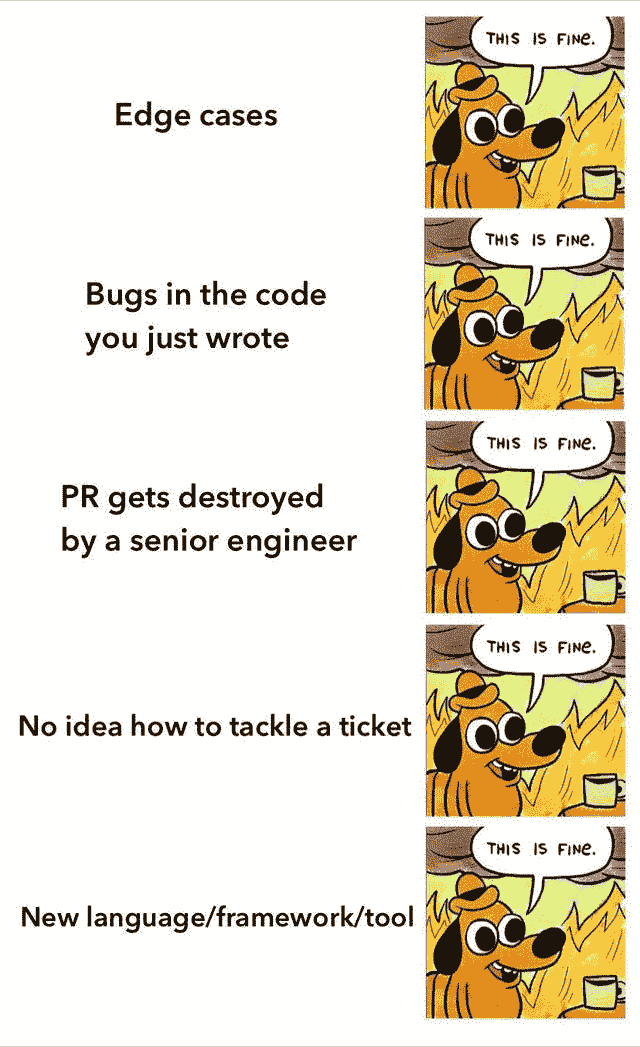 THIS IS FINE.
Edge cases
THIS IS FINE.
Bugs in the code
you just wrote
THIS IS FINE.
PR gets destroyed
by a senior engineer
THIS IS FINE.
No idea how to tackle a ticket
THIS IS FINE.
New language/framework/tool